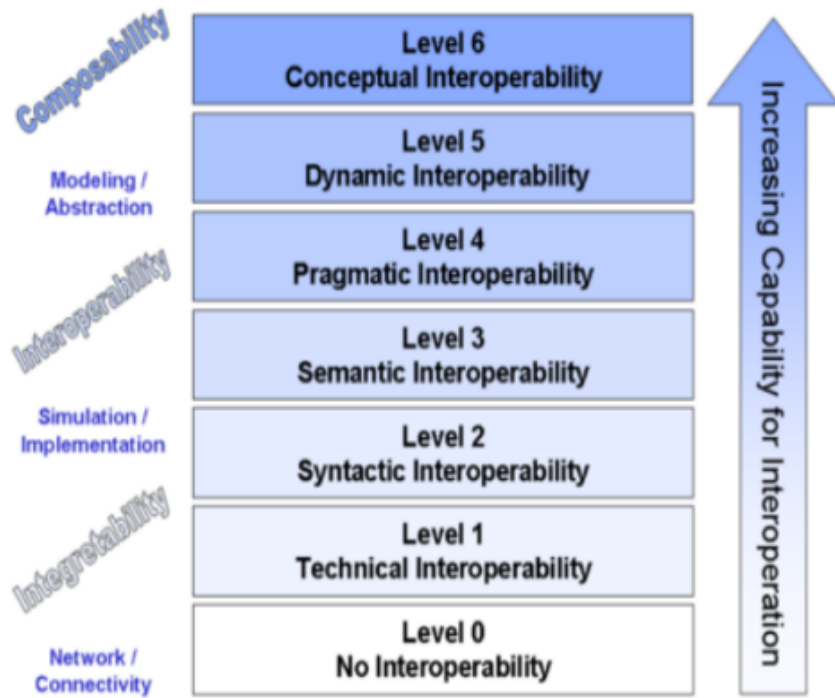 Composability
Modeling /
Abstraction
Interoperability
Simulation /
Implementation
Integretability
Network /
Connectivity
Level 6
Conceptual Interoperability
Level 5
Dynamic Interoperability
Level 4
Pragmatic Interoperability
Level 3
Semantic Interoperability
Level 2
Syntactic Interoperability
Level 1
Technical Interoperability
Level 0
No Interoperability
Increasing Capability for Interoperation